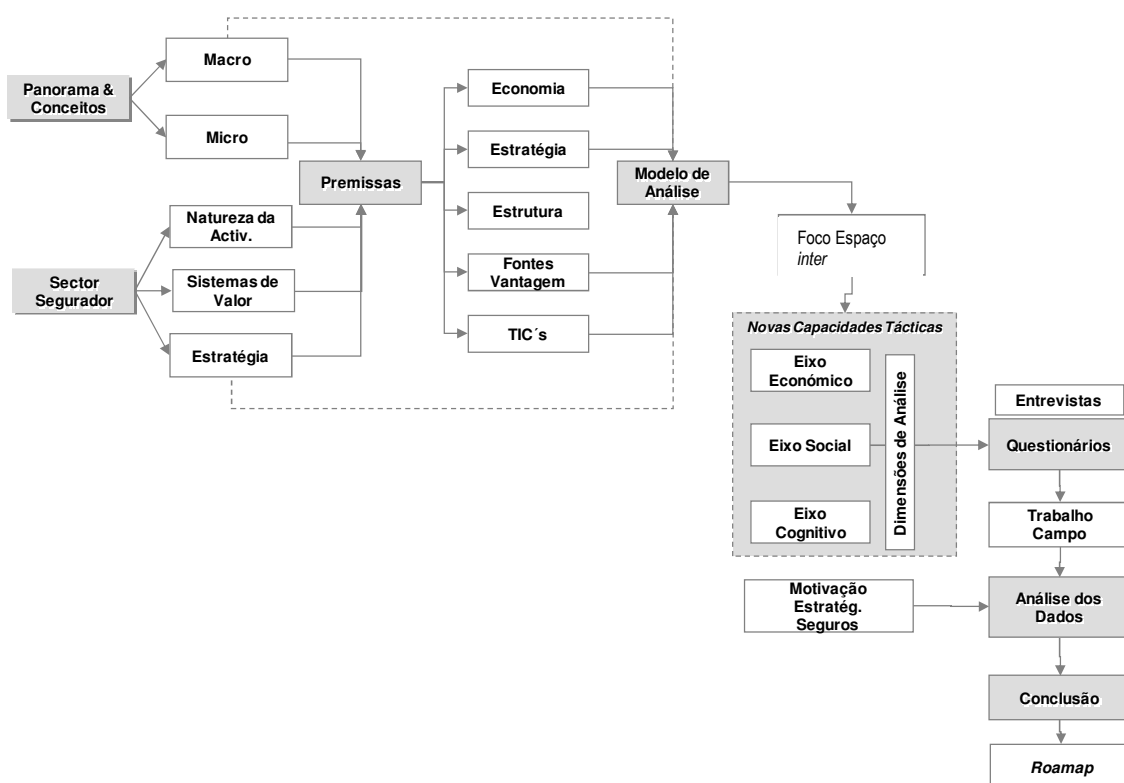 Macro
Panorama &
Conceitos
Micro
Natureza da
Activ.
Sector
Segurador
Sistemas de
Valor
Estratégia
Premissas
Economia
Estratégia
Estrutura
Fontes
Vantagem
TIC´s
Modelo de
Análise
Foco Espaço
inter
Novas Capacidades Tácticas
Eixo
Económico
Eixo Social
Eixo
Cognitivo
Dimensões de Análise
Entrevistas
Questionários
Trabalho
Campo
Motivação
Estratég.
Seguros
Análise dos
Dados
Conclusão
Roamap